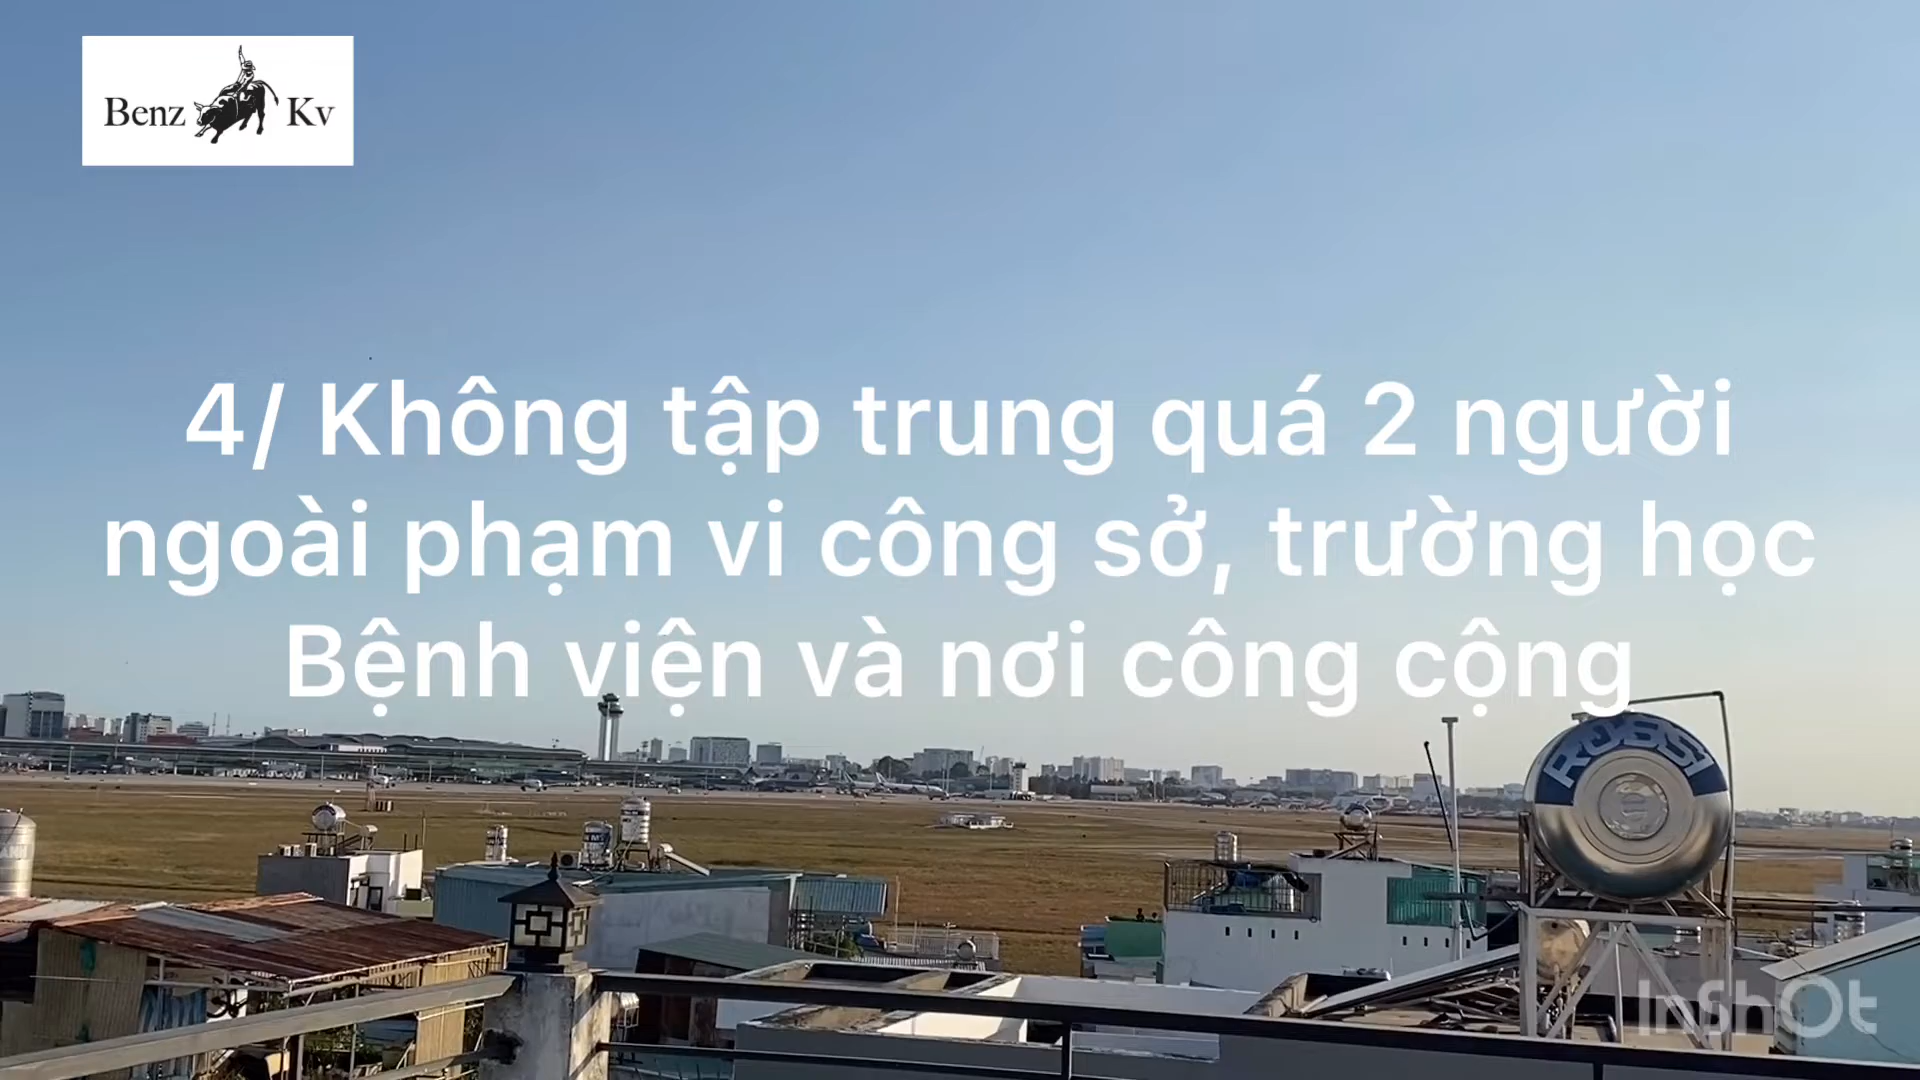 Benz Kv
4/ Không tập trung quá 2 người
ngoài phạm vi công sở, trường học
Bệnh viện và nơi công cộng
ROBSI
InShOt